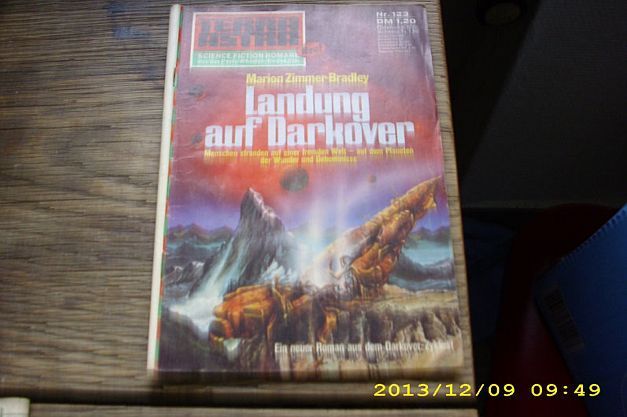 TERRA
ASTRA
SCIENCE FICTION ROMAN
Nr. 123
DM 1,20
Marion Zimmer-Bradley
Landung
auf Darkover
Menschen stranden auf einer fremden Welt - auf dem Planeten
der Wunder und Geheimnisse
Ein neuer Roman aus dem Darkover-Zyklus!
2013/12/09 09:49